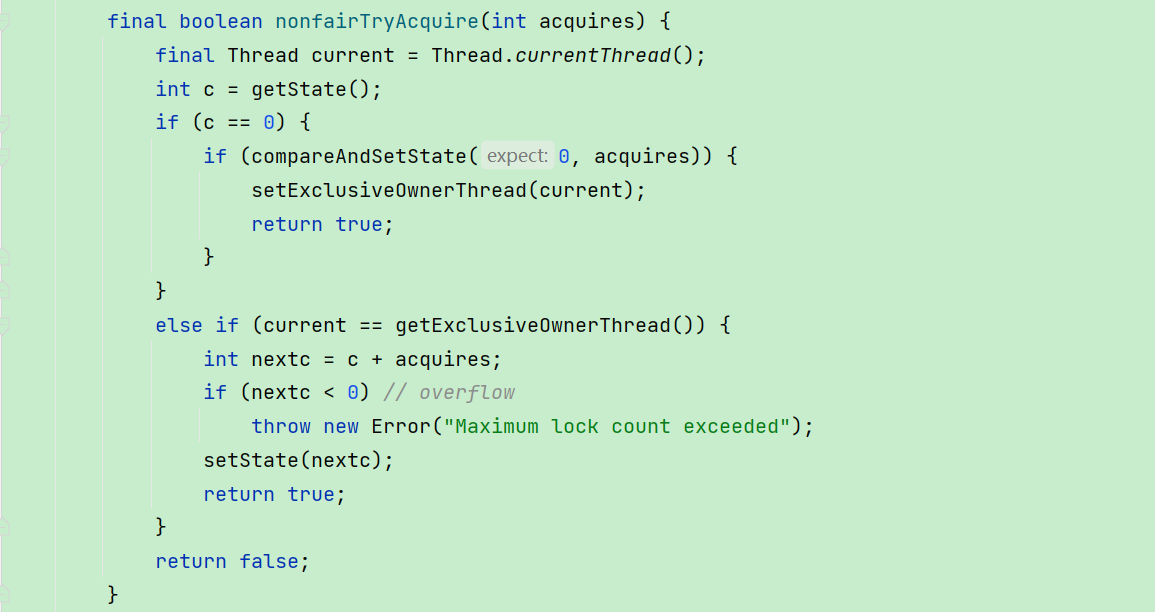 final boolean nonfairTryAcquire(int acquires) {
    final Thread current = Thread.currentThread();
    int c = getState();
    if (c == 0) {
        if (compareAndSetState( expect: 0, acquires)) {
            setExclusiveOwnerThread(current);
            return true;
        }
    }
    else if (current == getExclusiveOwnerThread()) {
        int nextc = c + acquires;
        if (nextc < 0) // overflow
            throw new Error("Maximum lock count exceeded");
        setState(nextc);
        return true;
    }
    return false;
}